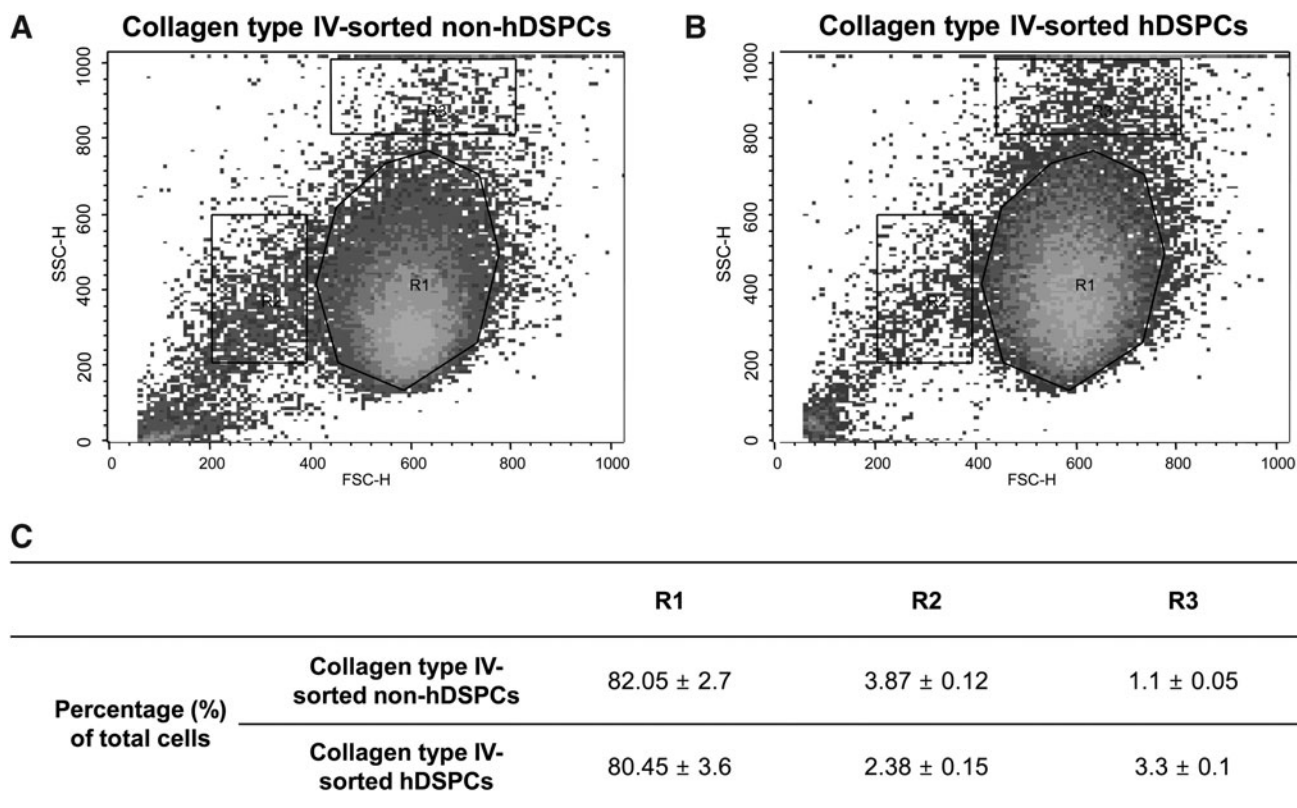 A
Collagen type IV-sorted non-hDSPCs
1000
800
600
400
200
0
SSC-H
R3
R2
R1
0 200 400 600 800 1000
FSC-H
B
Collagen type IV-sorted hDSPCs
1000
800
600
400
200
0
SSC-H
R3
R2
R1
0 200 400 600 800 1000
FSC-H
C
R1 R2 R3
Percentage (%)
of total cells
Collagen type IV-
sorted non-hDSPCs
82.05 ± 2.7 3.87 ± 0.12 1.1 ± 0.05
Collagen type IV-
sorted hDSPCs
80.45 ± 3.6 2.38 ± 0.15 3.3 ± 0.1